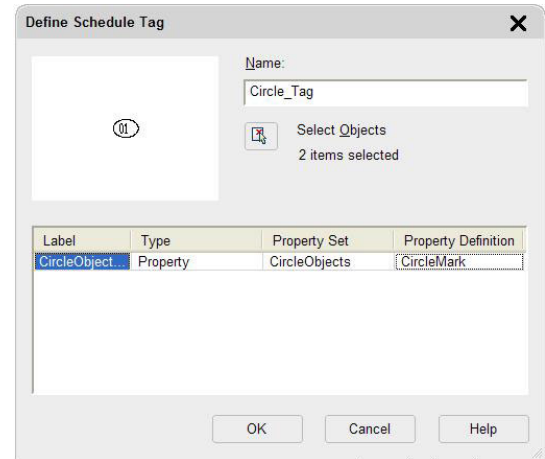 Define Schedule Tag
Name:
Circle_Tag
01
Select Objects
2 items selected
Label Type Property Set Property Definition
CircleObject... Property CircleObjects CircleMark
OK Cancel Help